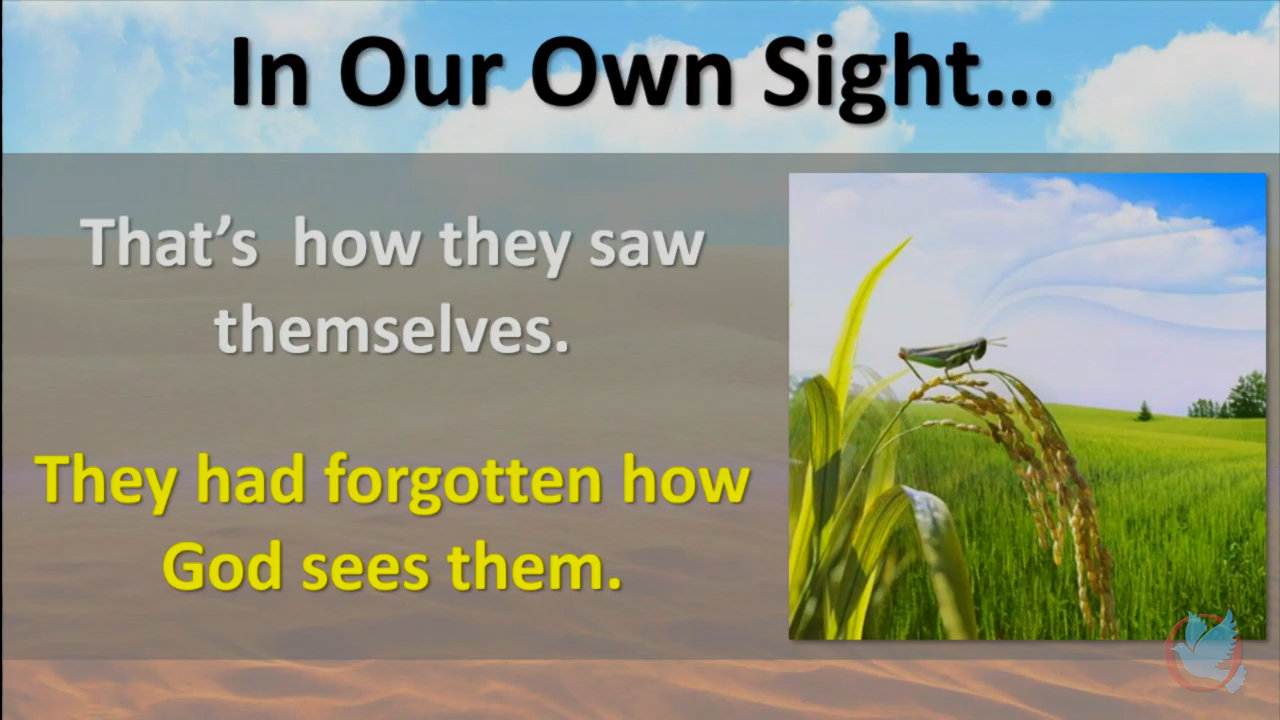 In Our Own Sight...
That’s  how they saw
themselves.
They had forgotten how
God sees them.